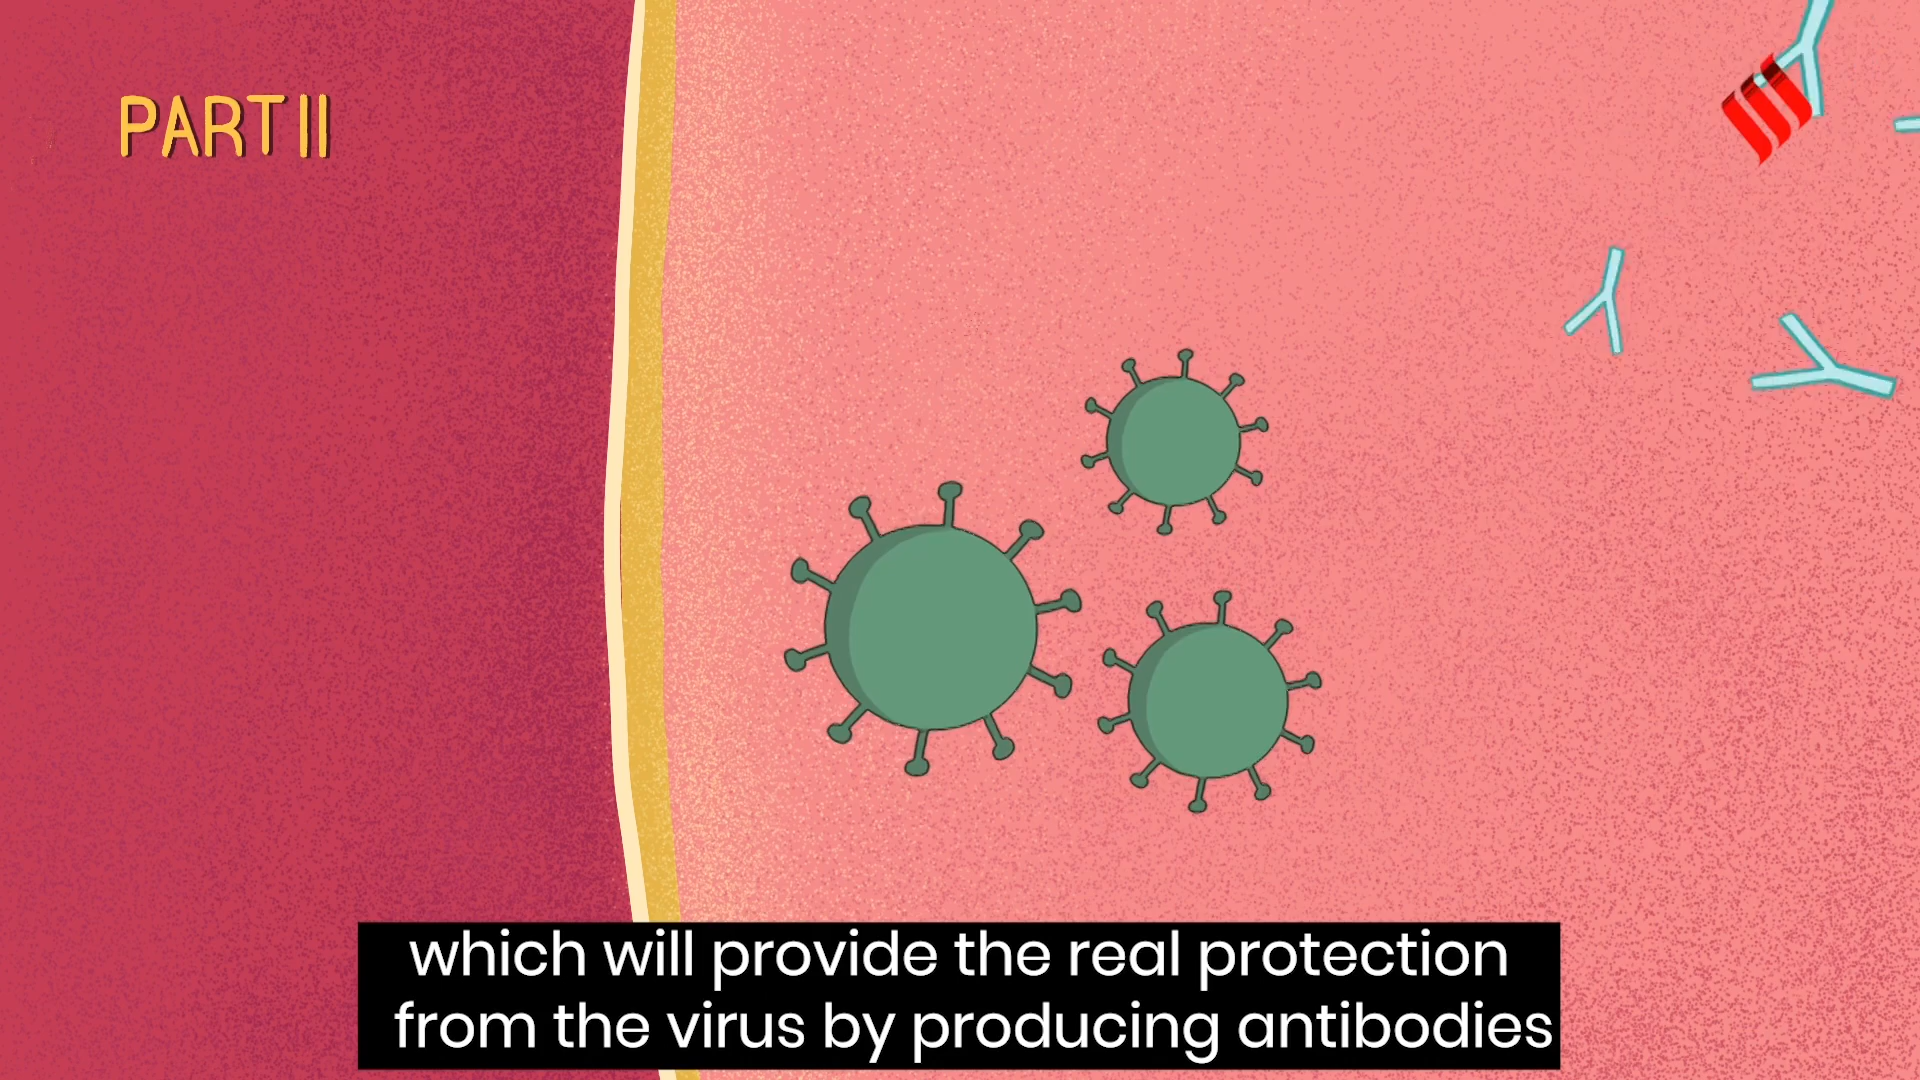 PART II
which will provide the real protection
from the virus by producing antibodies